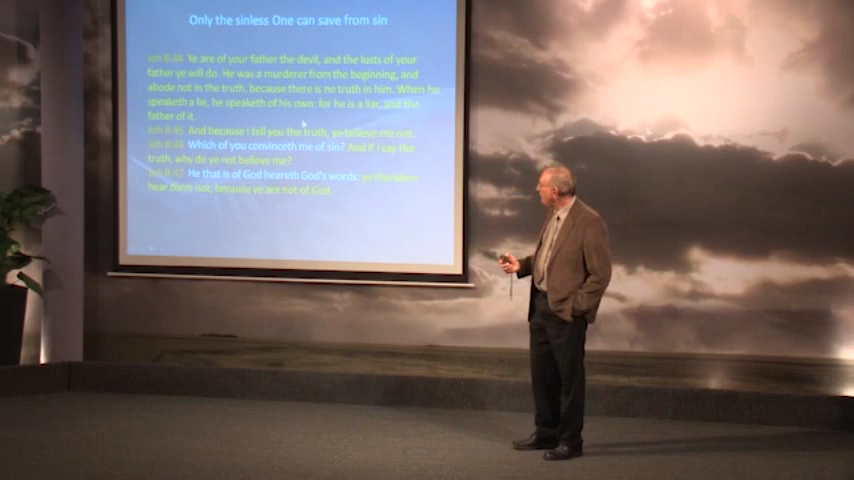 Only the sinless One can save from sin
Joh 8:44 Ye are of your father the devil, and the lusts of your
father ye will do. He was a murderer from the beginning, and
abode not in the truth, because there is no truth in him. When he
speaketh a lie, he speaketh of his own: for he is a liar, and the
father of it.
Joh 8:45 And because I tell you the truth, ye believe me not.
Joh 8:46 Which of you convinceth me of sin? And if I say the
truth, why do ye not believe me?
Joh 8:47 He that is of God heareth God's words: ye therefore
hear them not, because ye are not of God.